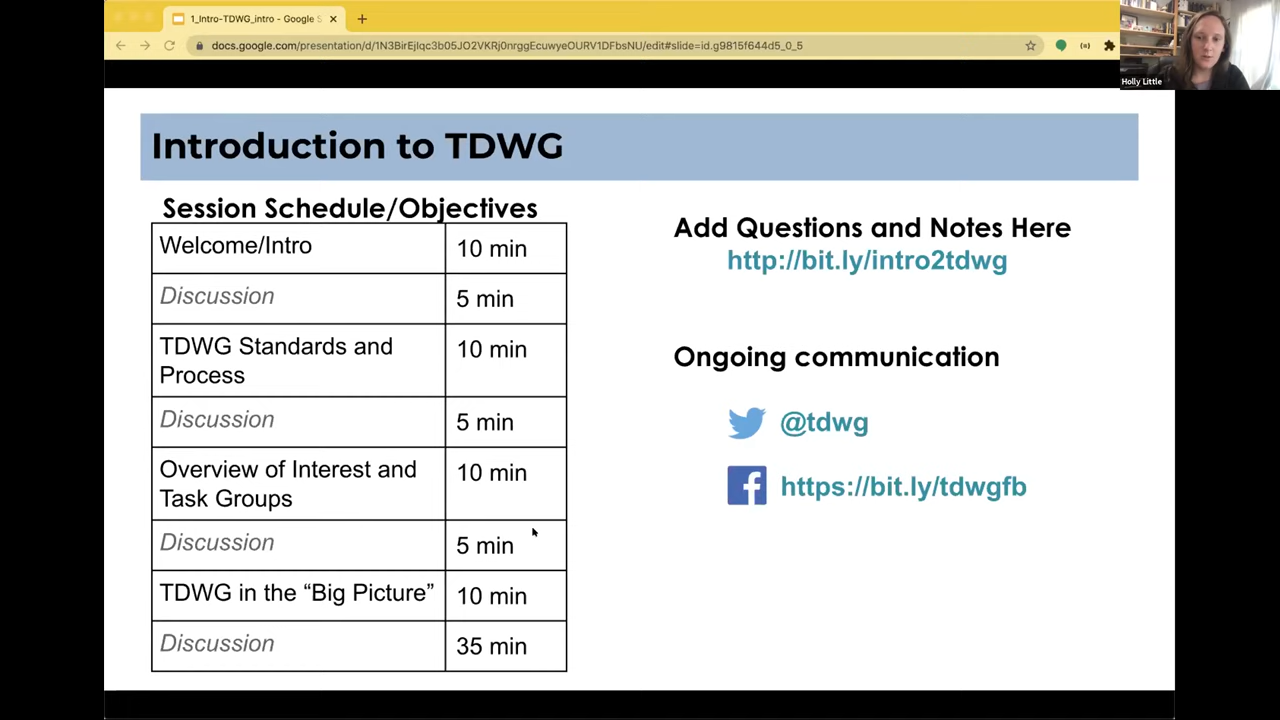 1_Intro-TDWG_intro - Google S
docs.google.com/presentation/d/1N3BirEjIqc3b05JO2VKRj0nrggEcuwyeOURV1DFbsNU/edit#slide=id.g9815f644d5_0_5
Holly Little
Introduction to TDWG
Session Schedule/Objectives
Welcome/Intro 10 min
Discussion 5 min
TDWG Standards and 10 min
Process
Discussion 5 min
Overview of Interest and 10 min
Task Groups
Discussion 5 min
TDWG in the “Big Picture” 10 min
Discussion 35 min
Add Questions and Notes Here
http://bit.ly/intro2tdwg
Ongoing communication
@tdwg
https://bit.ly/tdwgfb